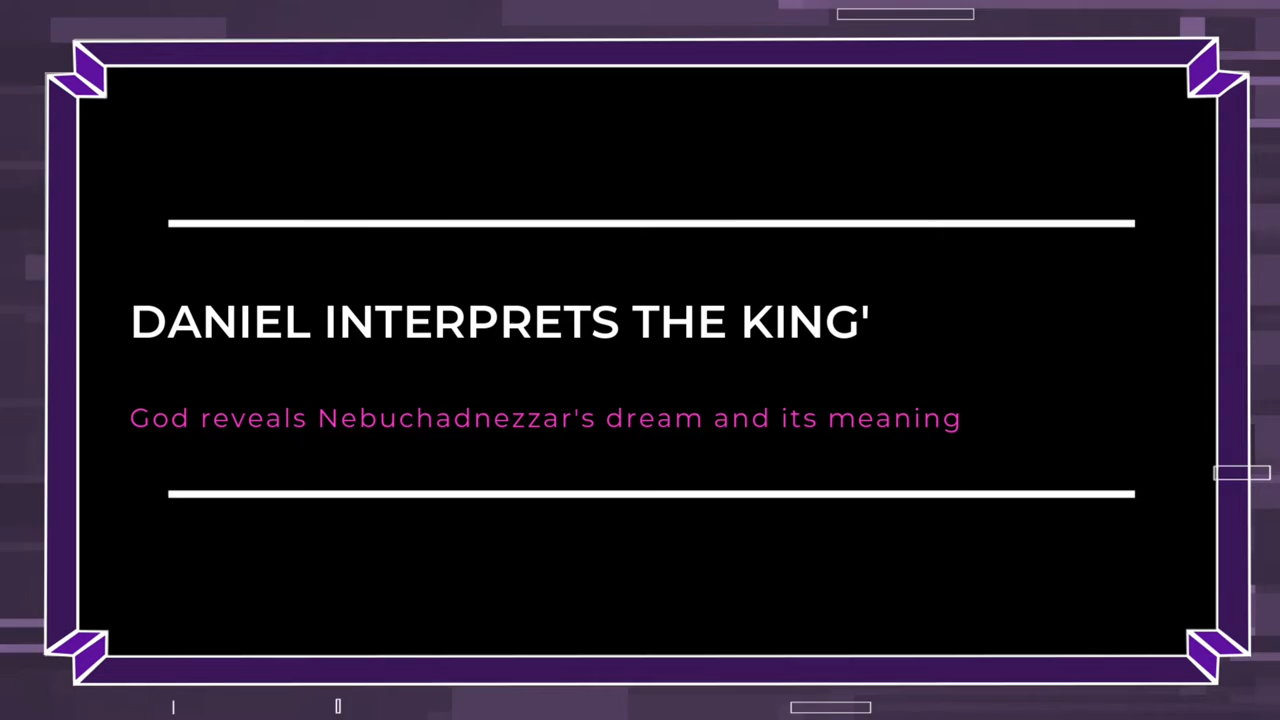 DANIEL INTERPRETS THE KING'
God reveals Nebuchadnezzar's dream and its meaning